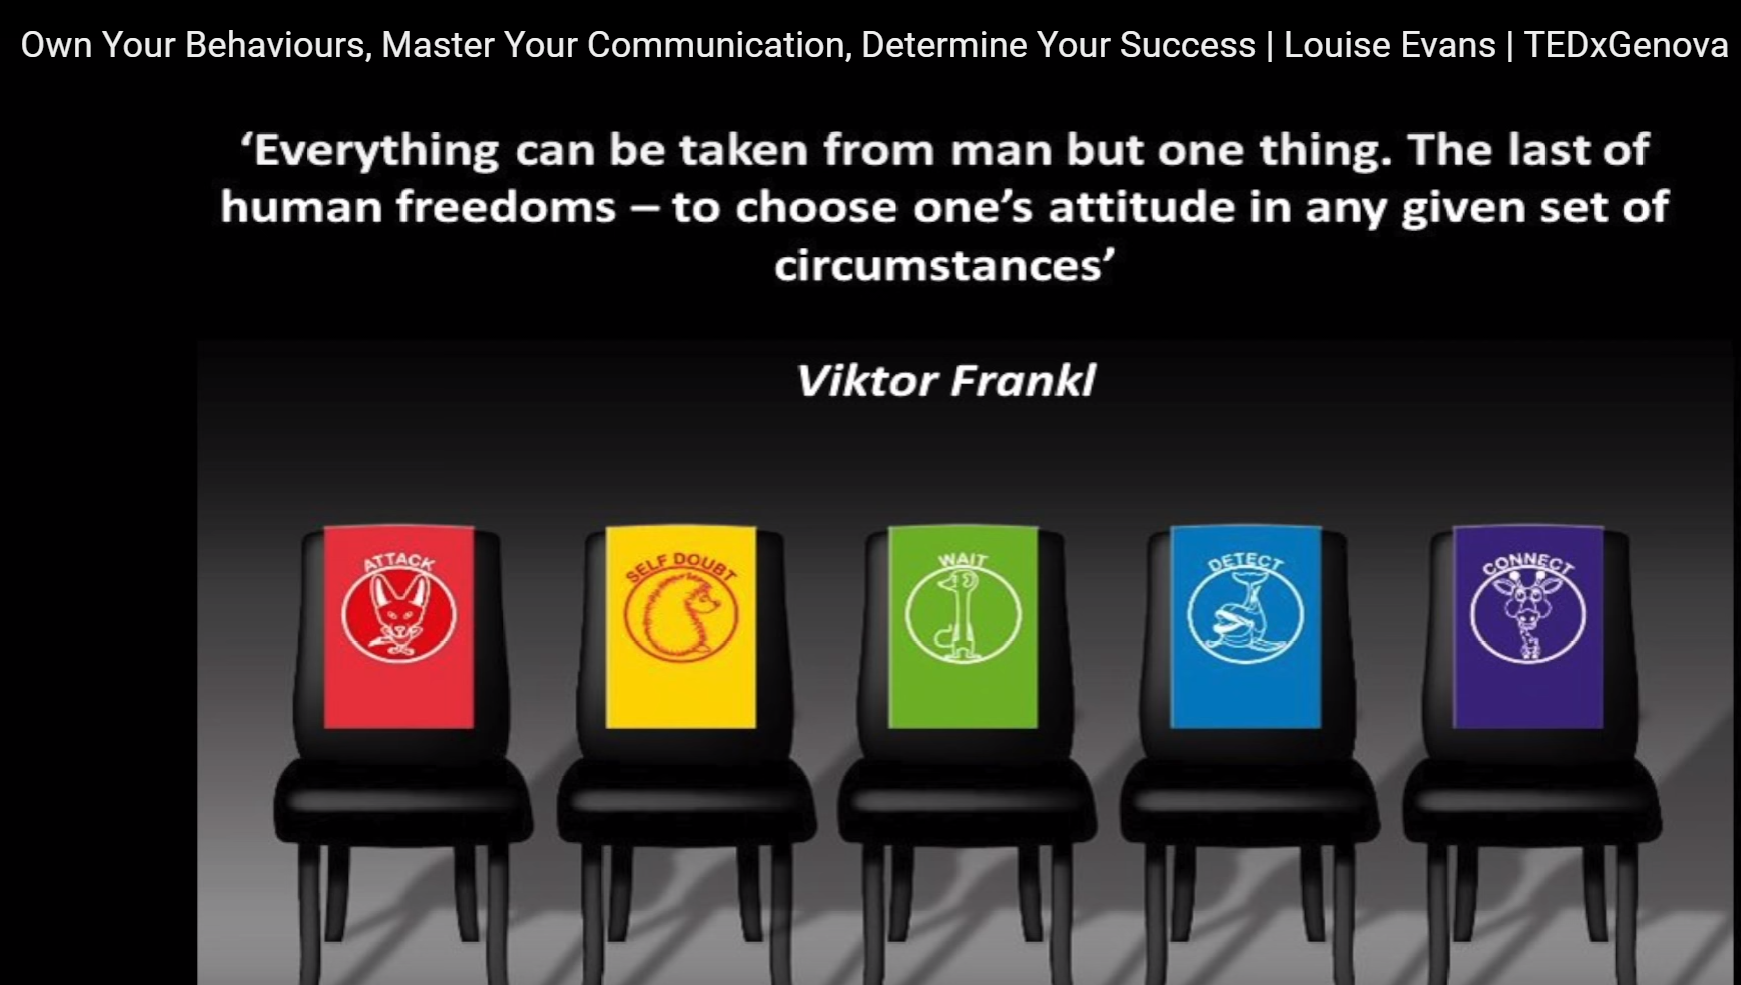 Own Your Behaviours, Master Your Communication, Determine Your Success | Louise Evans | TEDxGenova
‘Everything can be taken from man but one thing. The last of
human freedoms – to choose one’s attitude in any given set of
circumstances’
Viktor Frankl
ATTACK
SELF DOUBT
WAIT
DETECT
CONNECT